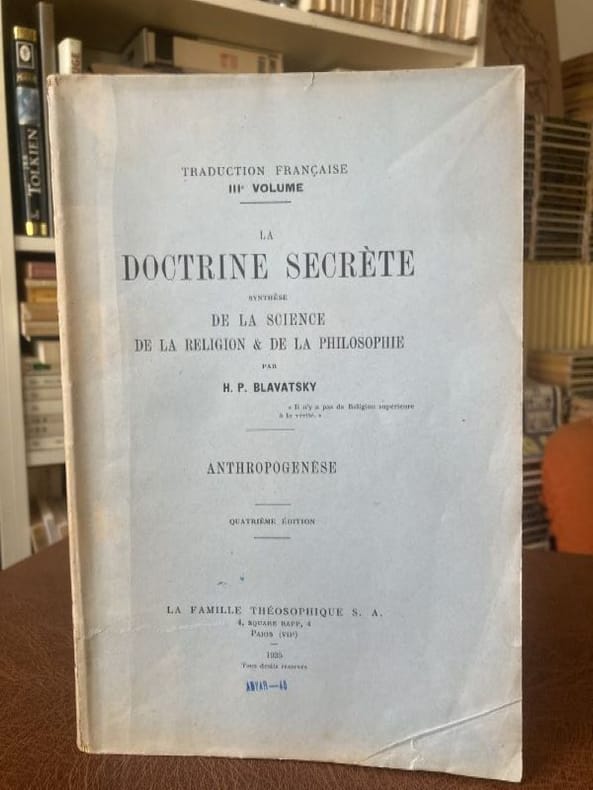 TRADUCTION FRANÇAISE
IIIᵉ VOLUME
LA
DOCTRINE SECRÈTE
SYNTHÈSE
DE LA SCIENCE
DE LA RELIGION & DE LA PHILOSOPHIE
PAR
H. P. BLAVATSKY
« Il n'y a pas de Religion supérieure
à la vérité. »
ANTHROPOGENÈSE
QUATRIÈME ÉDITION
LA FAMILLE THÉOSOPHIQUE S. A.
4, SQUARE RAPP, 4
PARIS (VIIᵉ)
1925
Tous droits réservés
ADYAR—40
TOLKIEN